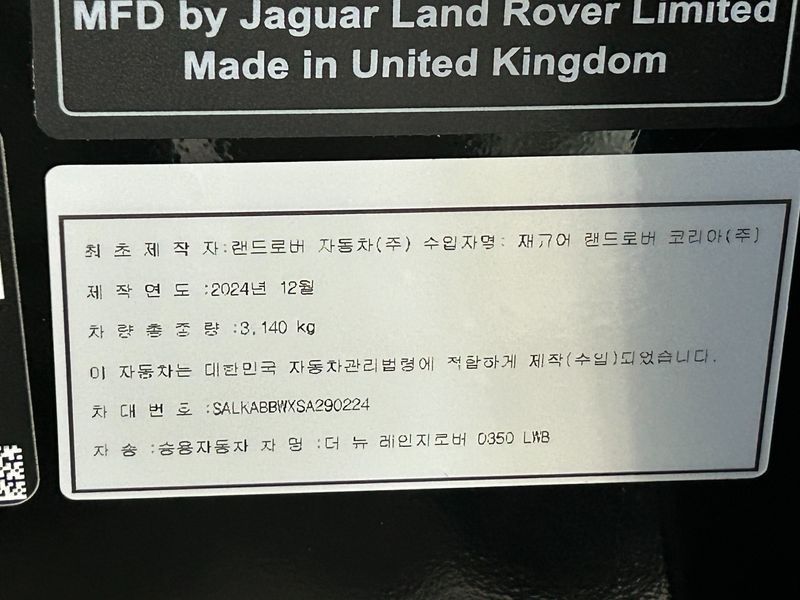 MFD by Jaguar Land Rover Limited
Made in United Kingdom
최 초 제 작 자 :랜드로버 자동차(주) 수입자명: 재규어 랜드로버 코리아(주)
제 작 연 도 :2024년 12월
차 량 총 중 량 :3,140 kg
이 자동차는 대한민국 자동차관리법령에 적합하게 제작(수입)되었습니다.
차 대 번 호 :SALKABBWXSA290224
차 종 :승용자동차 차 명 :더 뉴 레인지로버 D350 LWB